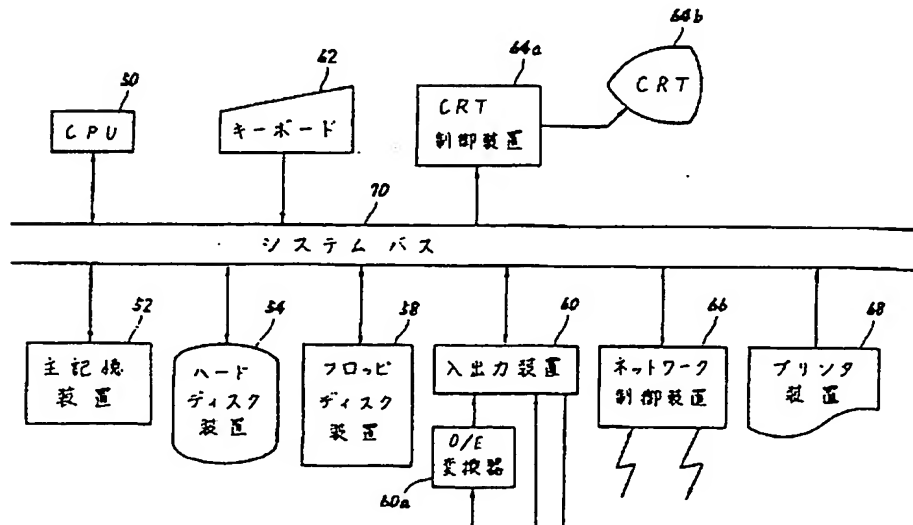 64b
62
64a
50
CPU
キーボード
CRT
制御装置
CRT
70
システムバス
52
54
58
60
66
68
主記憶
装置
ハード
ディスク
装置
フロッピ
ディスク
装置
入出力装置
ネットワーク
制御装置
プリンタ
装置
O/E
変換器
60a